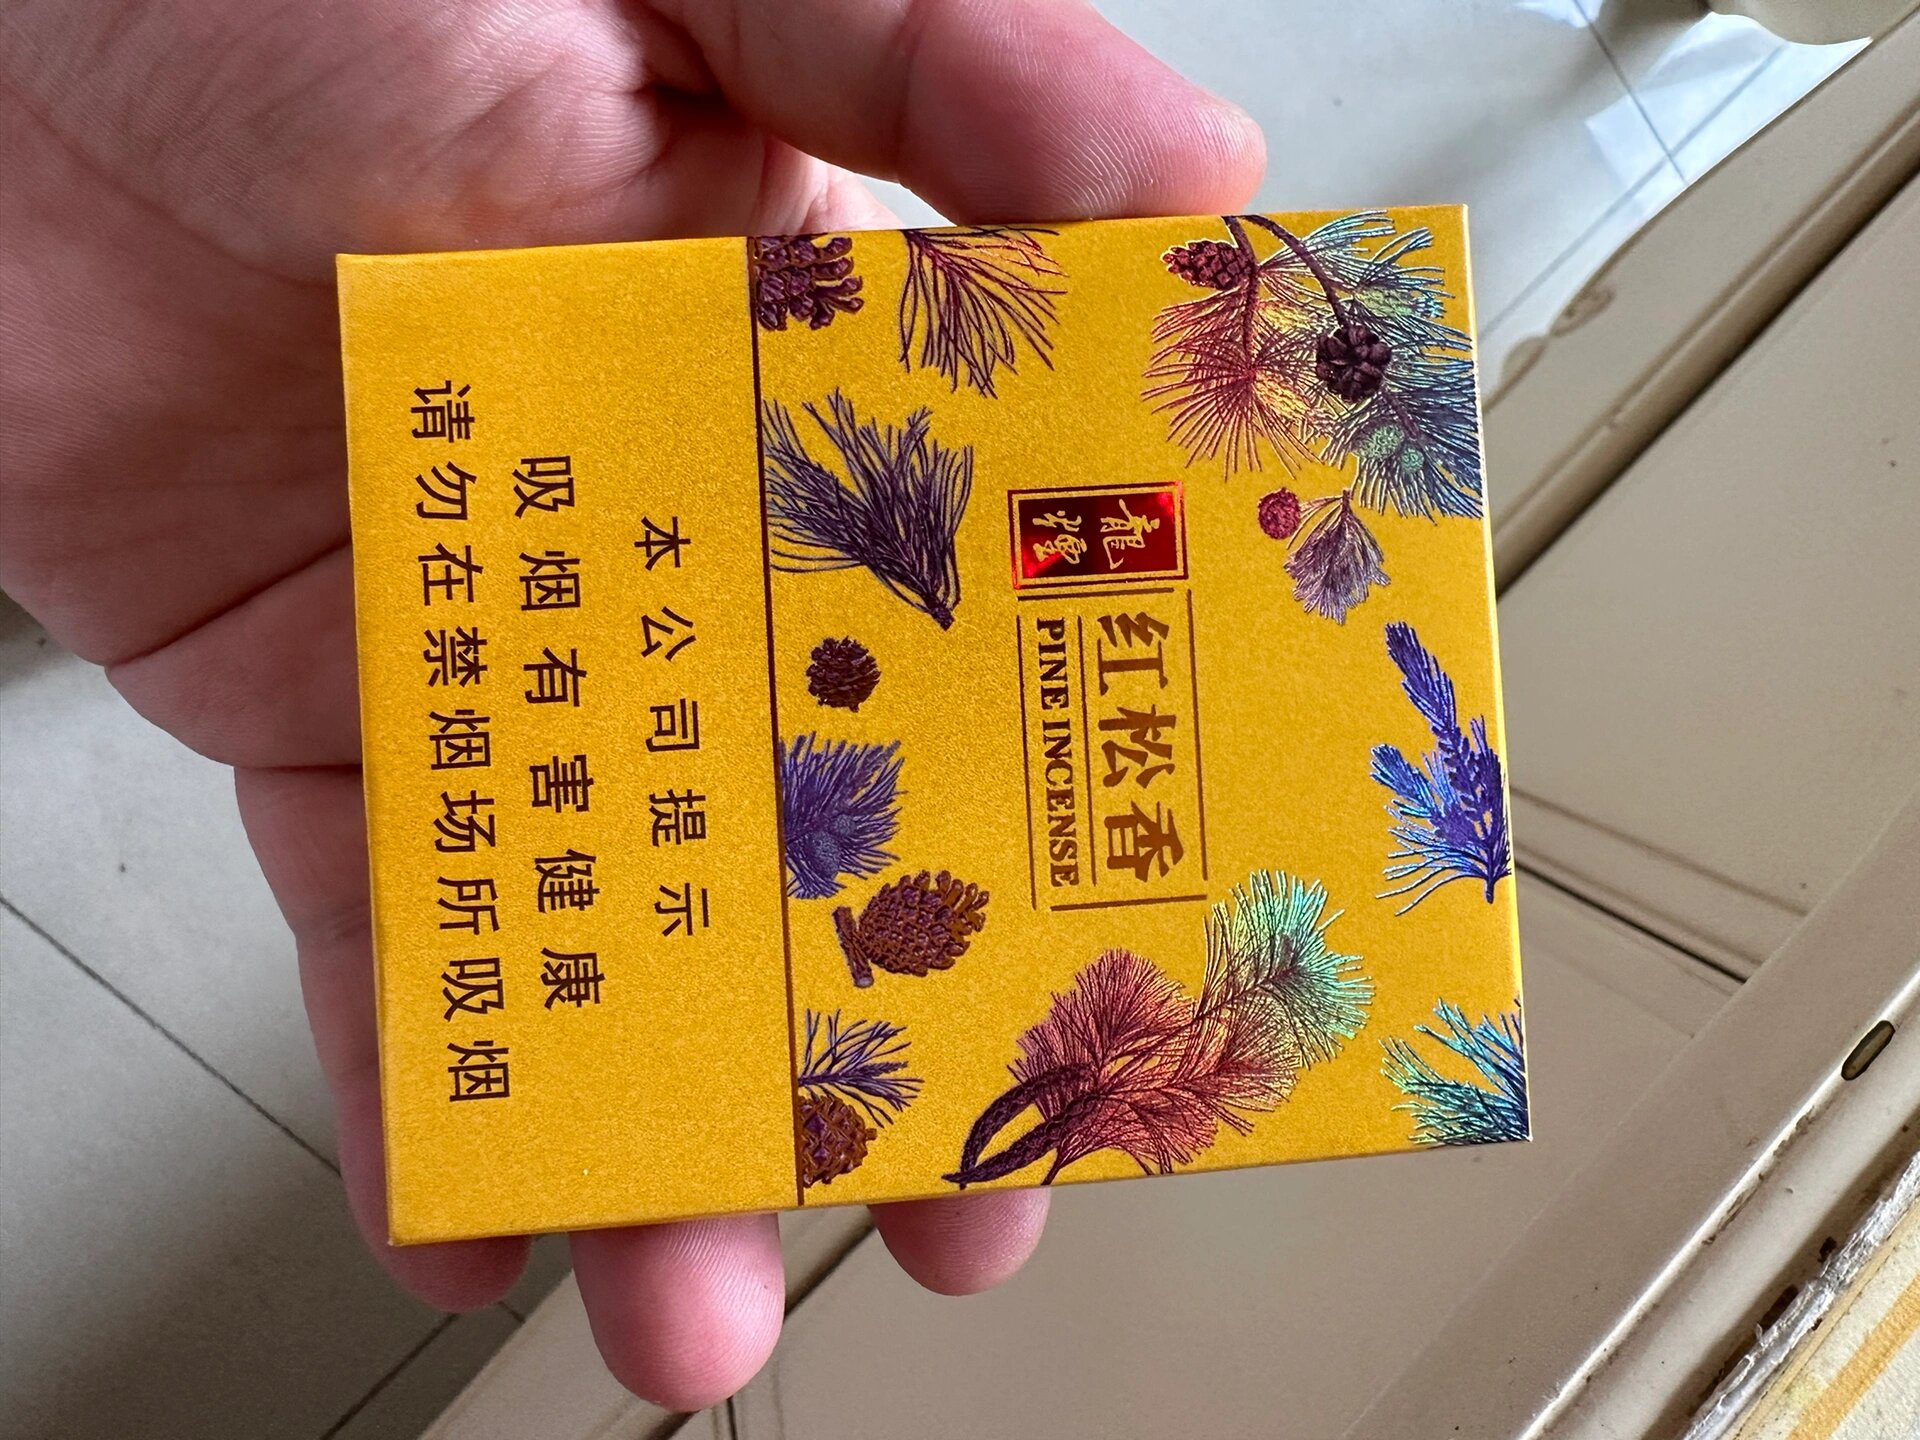 龍煙
红松香
PINE INCENSE
本公司提示
吸烟有害健康
请勿在禁烟场所吸烟